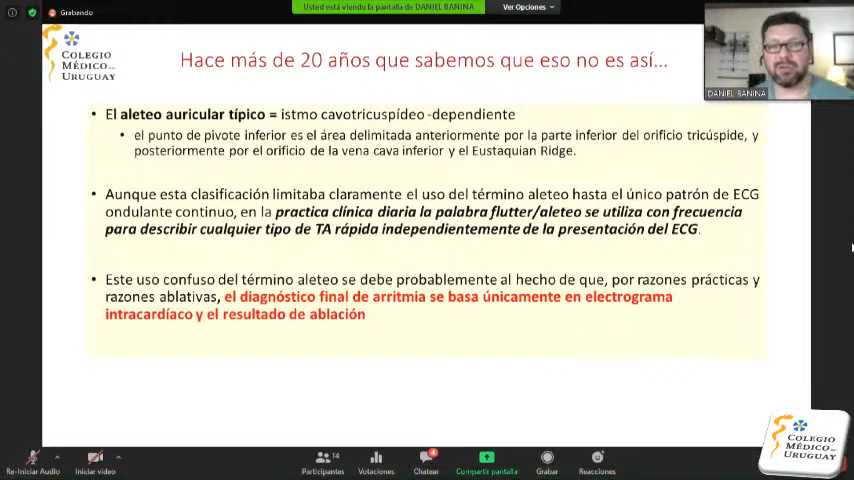 Grabando
Usted está viendo la pantalla de DANIEL BANINA
Ver Opciones
COLEGIO
MÉDICO
URUGUAY
Hace más de 20 años que sabemos que eso no es así...
DANIEL BANINA
• El aleteo auricular típico = istmo cavotricuspídeo -dependiente
• el punto de pivote inferior es el área delimitada anteriormente por la parte inferior del orificio tricúspide, y
posteriormente por el orificio de la vena cava inferior y el Eustaquian Ridge.
• Aunque esta clasificación limitaba claramente el uso del término aleteo hasta el único patrón de ECG
ondulante continuo, en la practica clínica diaria la palabra flutter/aleteo se utiliza con frecuencia
para describir cualquier tipo de TA rápida independientemente de la presentación del ECG.
• Este uso confuso del término aleteo se debe probablemente al hecho de que, por razones prácticas y
razones ablativas, el diagnóstico final de arritmia se basa únicamente en electrograma
intracardíaco y el resultado de ablación
COLEGIO
MÉDICO
URUGUAY
14
4
Re-Iniciar Audio
Iniciar video
Participantes
Votaciones
Chatear
Compartir pantalla
Grabar
Reacciones